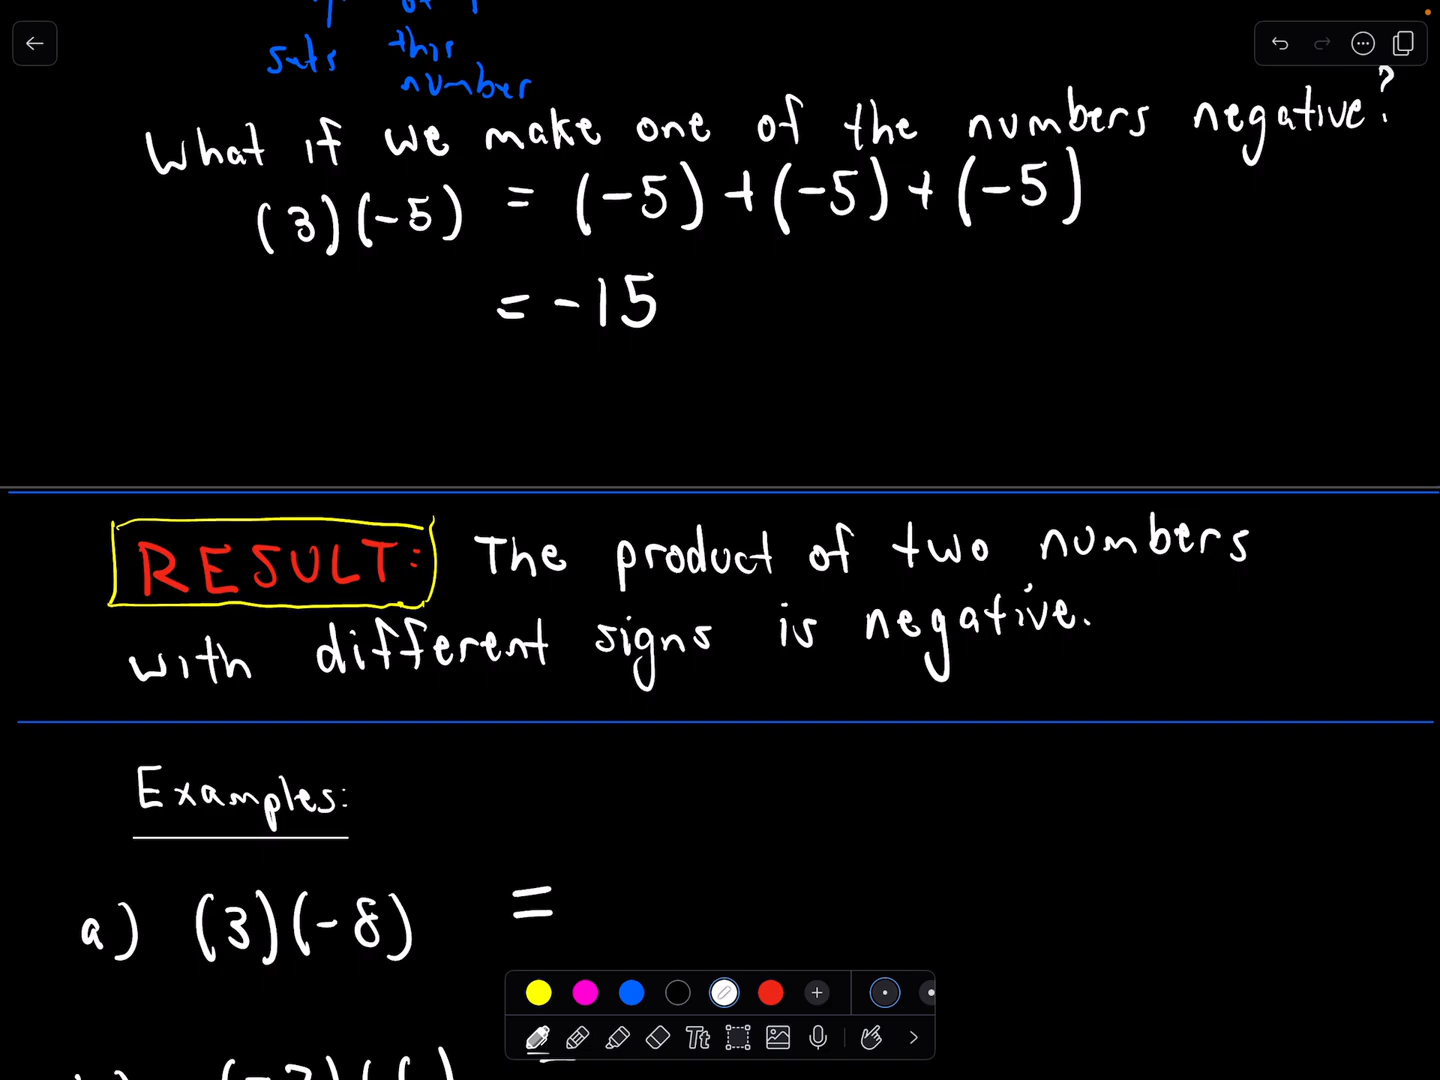 sets this
number
What if we make one of the numbers negative?
(3)(-5) = (-5) + (-5) + (-5)
= -15
RESULT: The product of two numbers
with different signs is negative.
Examples:
a) (3)(-8) =
Tt